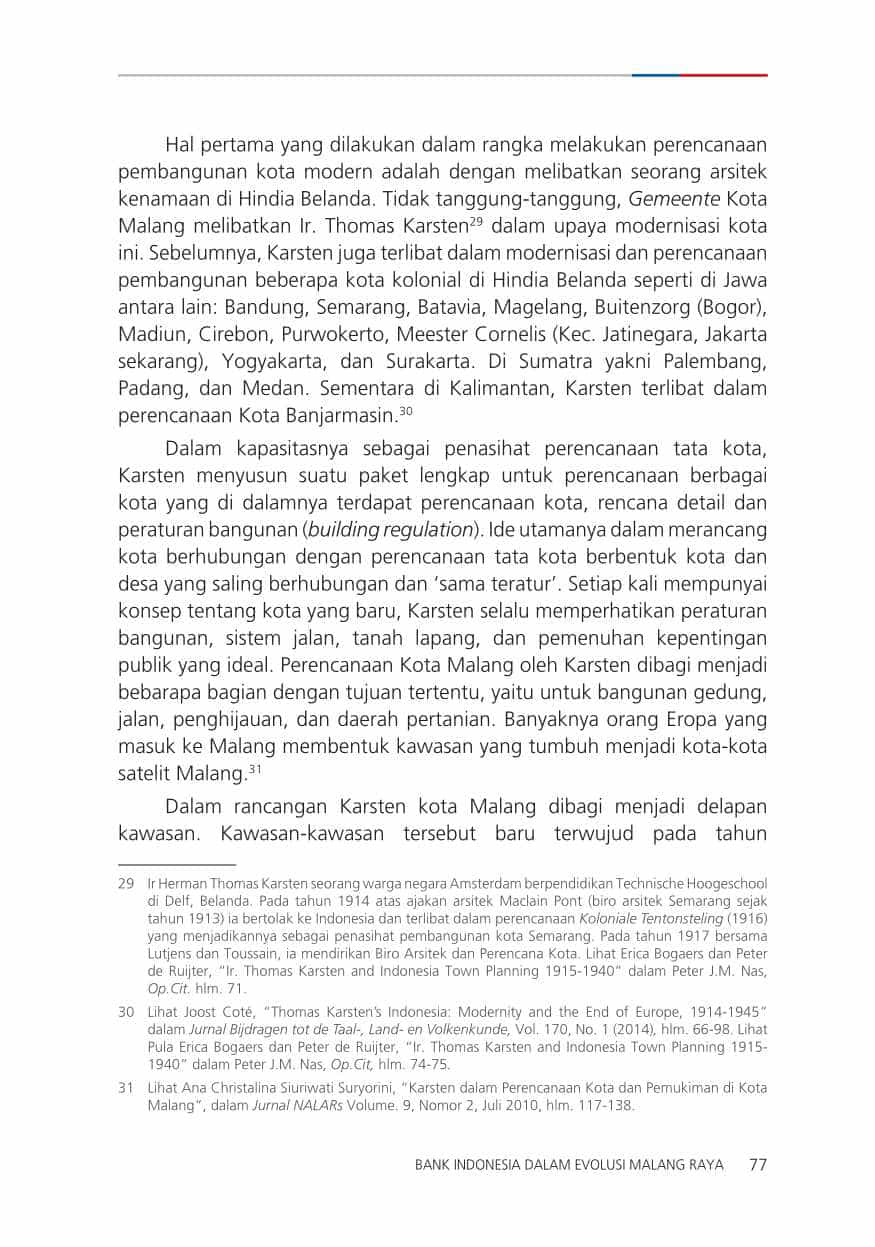 Hal pertama yang dilakukan dalam rangka melakukan perencanaan
pembangunan kota modern adalah dengan melibatkan seorang arsitek
kenamaan di Hindia Belanda. Tidak tanggung-tanggung, Gemeente Kota
Malang melibatkan Ir. Thomas Karsten29 dalam upaya modernisasi kota
ini. Sebelumnya, Karsten juga terlibat dalam modernisasi dan perencanaan
pembangunan beberapa kota kolonial di Hindia Belanda seperti di Jawa
antara lain: Bandung, Semarang, Batavia, Magelang, Buitenzorg (Bogor),
Madiun, Cirebon, Purwokerto, Meester Cornelis (Kec. Jatinegara, Jakarta
sekarang), Yogyakarta, dan Surakarta. Di Sumatra yakni Palembang,
Padang, dan Medan. Sementara di Kalimantan, Karsten terlibat dalam
perencanaan Kota Banjarmasin.30
Dalam kapasitasnya sebagai penasihat perencanaan tata kota,
Karsten menyusun suatu paket lengkap untuk perencanaan berbagai
kota yang di dalamnya terdapat perencanaan kota, rencana detail dan
peraturan bangunan (building regulation). Ide utamanya dalam merancang
kota berhubungan dengan perencanaan tata kota berbentuk kota dan
desa yang saling berhubungan dan ‘sama teratur’. Setiap kali mempunyai
konsep tentang kota yang baru, Karsten selalu memperhatikan peraturan
bangunan, sistem jalan, tanah lapang, dan pemenuhan kepentingan
publik yang ideal. Perencanaan Kota Malang oleh Karsten dibagi menjadi
bebarapa bagian dengan tujuan tertentu, yaitu untuk bangunan gedung,
jalan, penghijauan, dan daerah pertanian. Banyaknya orang Eropa yang
masuk ke Malang membentuk kawasan yang tumbuh menjadi kota-kota
satelit Malang.31
Dalam rancangan Karsten kota Malang dibagi menjadi delapan
kawasan. Kawasan-kawasan tersebut baru terwujud pada tahun
29 Ir Herman Thomas Karsten seorang warga negara Amsterdam berpendidikan Technische Hoogeschool
di Delf, Belanda. Pada tahun 1914 atas ajakan arsitek Maclain Pont (biro arsitek Semarang sejak
tahun 1913) ia bertolak ke Indonesia dan terlibat dalam perencanaan Koloniale Tentonsteling (1916)
yang menjadikannya sebagai penasihat pembangunan kota Semarang. Pada tahun 1917 bersama
Lutjens dan Toussain, ia mendirikan Biro Arsitek dan Perencana Kota. Lihat Erica Bogaers dan Peter
de Ruijter, “Ir. Thomas Karsten and Indonesia Town Planning 1915-1940” dalam Peter J.M. Nas,
Op.Cit. hlm. 71.
30 Lihat Joost Coté, “Thomas Karsten’s Indonesia: Modernity and the End of Europe, 1914-1945”
dalam Jurnal Bijdragen tot de Taal-, Land- en Volkenkunde, Vol. 170, No. 1 (2014), hlm. 66-98. Lihat
Pula Erica Bogaers dan Peter de Ruijter, “Ir. Thomas Karsten and Indonesia Town Planning 1915-
1940” dalam Peter J.M. Nas, Op.Cit, hlm. 74-75.
31 Lihat Ana Christalina Siuriwati Suryorini, “Karsten dalam Perencanaan Kota dan Pemukiman di Kota
Malang”, dalam Jurnal NALARs Volume. 9, Nomor 2, Juli 2010, hlm. 117-138.
BANK INDONESIA DALAM EVOLUSI MALANG RAYA 77